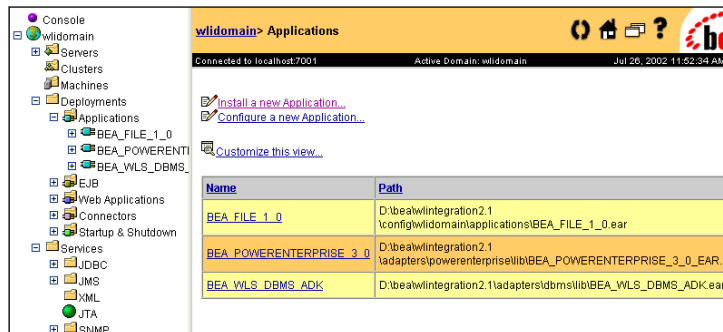 Console
wlidomain
Servers
Clusters
Machines
Deployments
Applications
BEA_FILE_1_0
BEA_POWERENTI
BEA_WLS_DBMS_
EJB
Web Applications
Connectors
Startup & Shutdown
Services
JDBC
JMS
XML
JTA
SNMP
wlidomain> Applications
?
be
Connected to localhost:7001 Active Domain: wlidomain Jul 26, 2002 11:52:34 AM
Install a new Application...
Configure a new Application...
Customize this view...
Name Path
BEA_FILE_1_0 D:\bea\wlintegration2.1
\config\wlidomain\applications\BEA_FILE_1_0.ear
BEA_POWERENTERPRISE_3_0 D:\bea\wlintegration2.1
\adapters\powerenterprise\lib\BEA_POWERENTERPRISE_3_0_EAR.
BEA_WLS_DBMS_ADK D:\bea\wlintegration2.1\adapters\dbms\lib\BEA_WLS_DBMS_ADK.ear